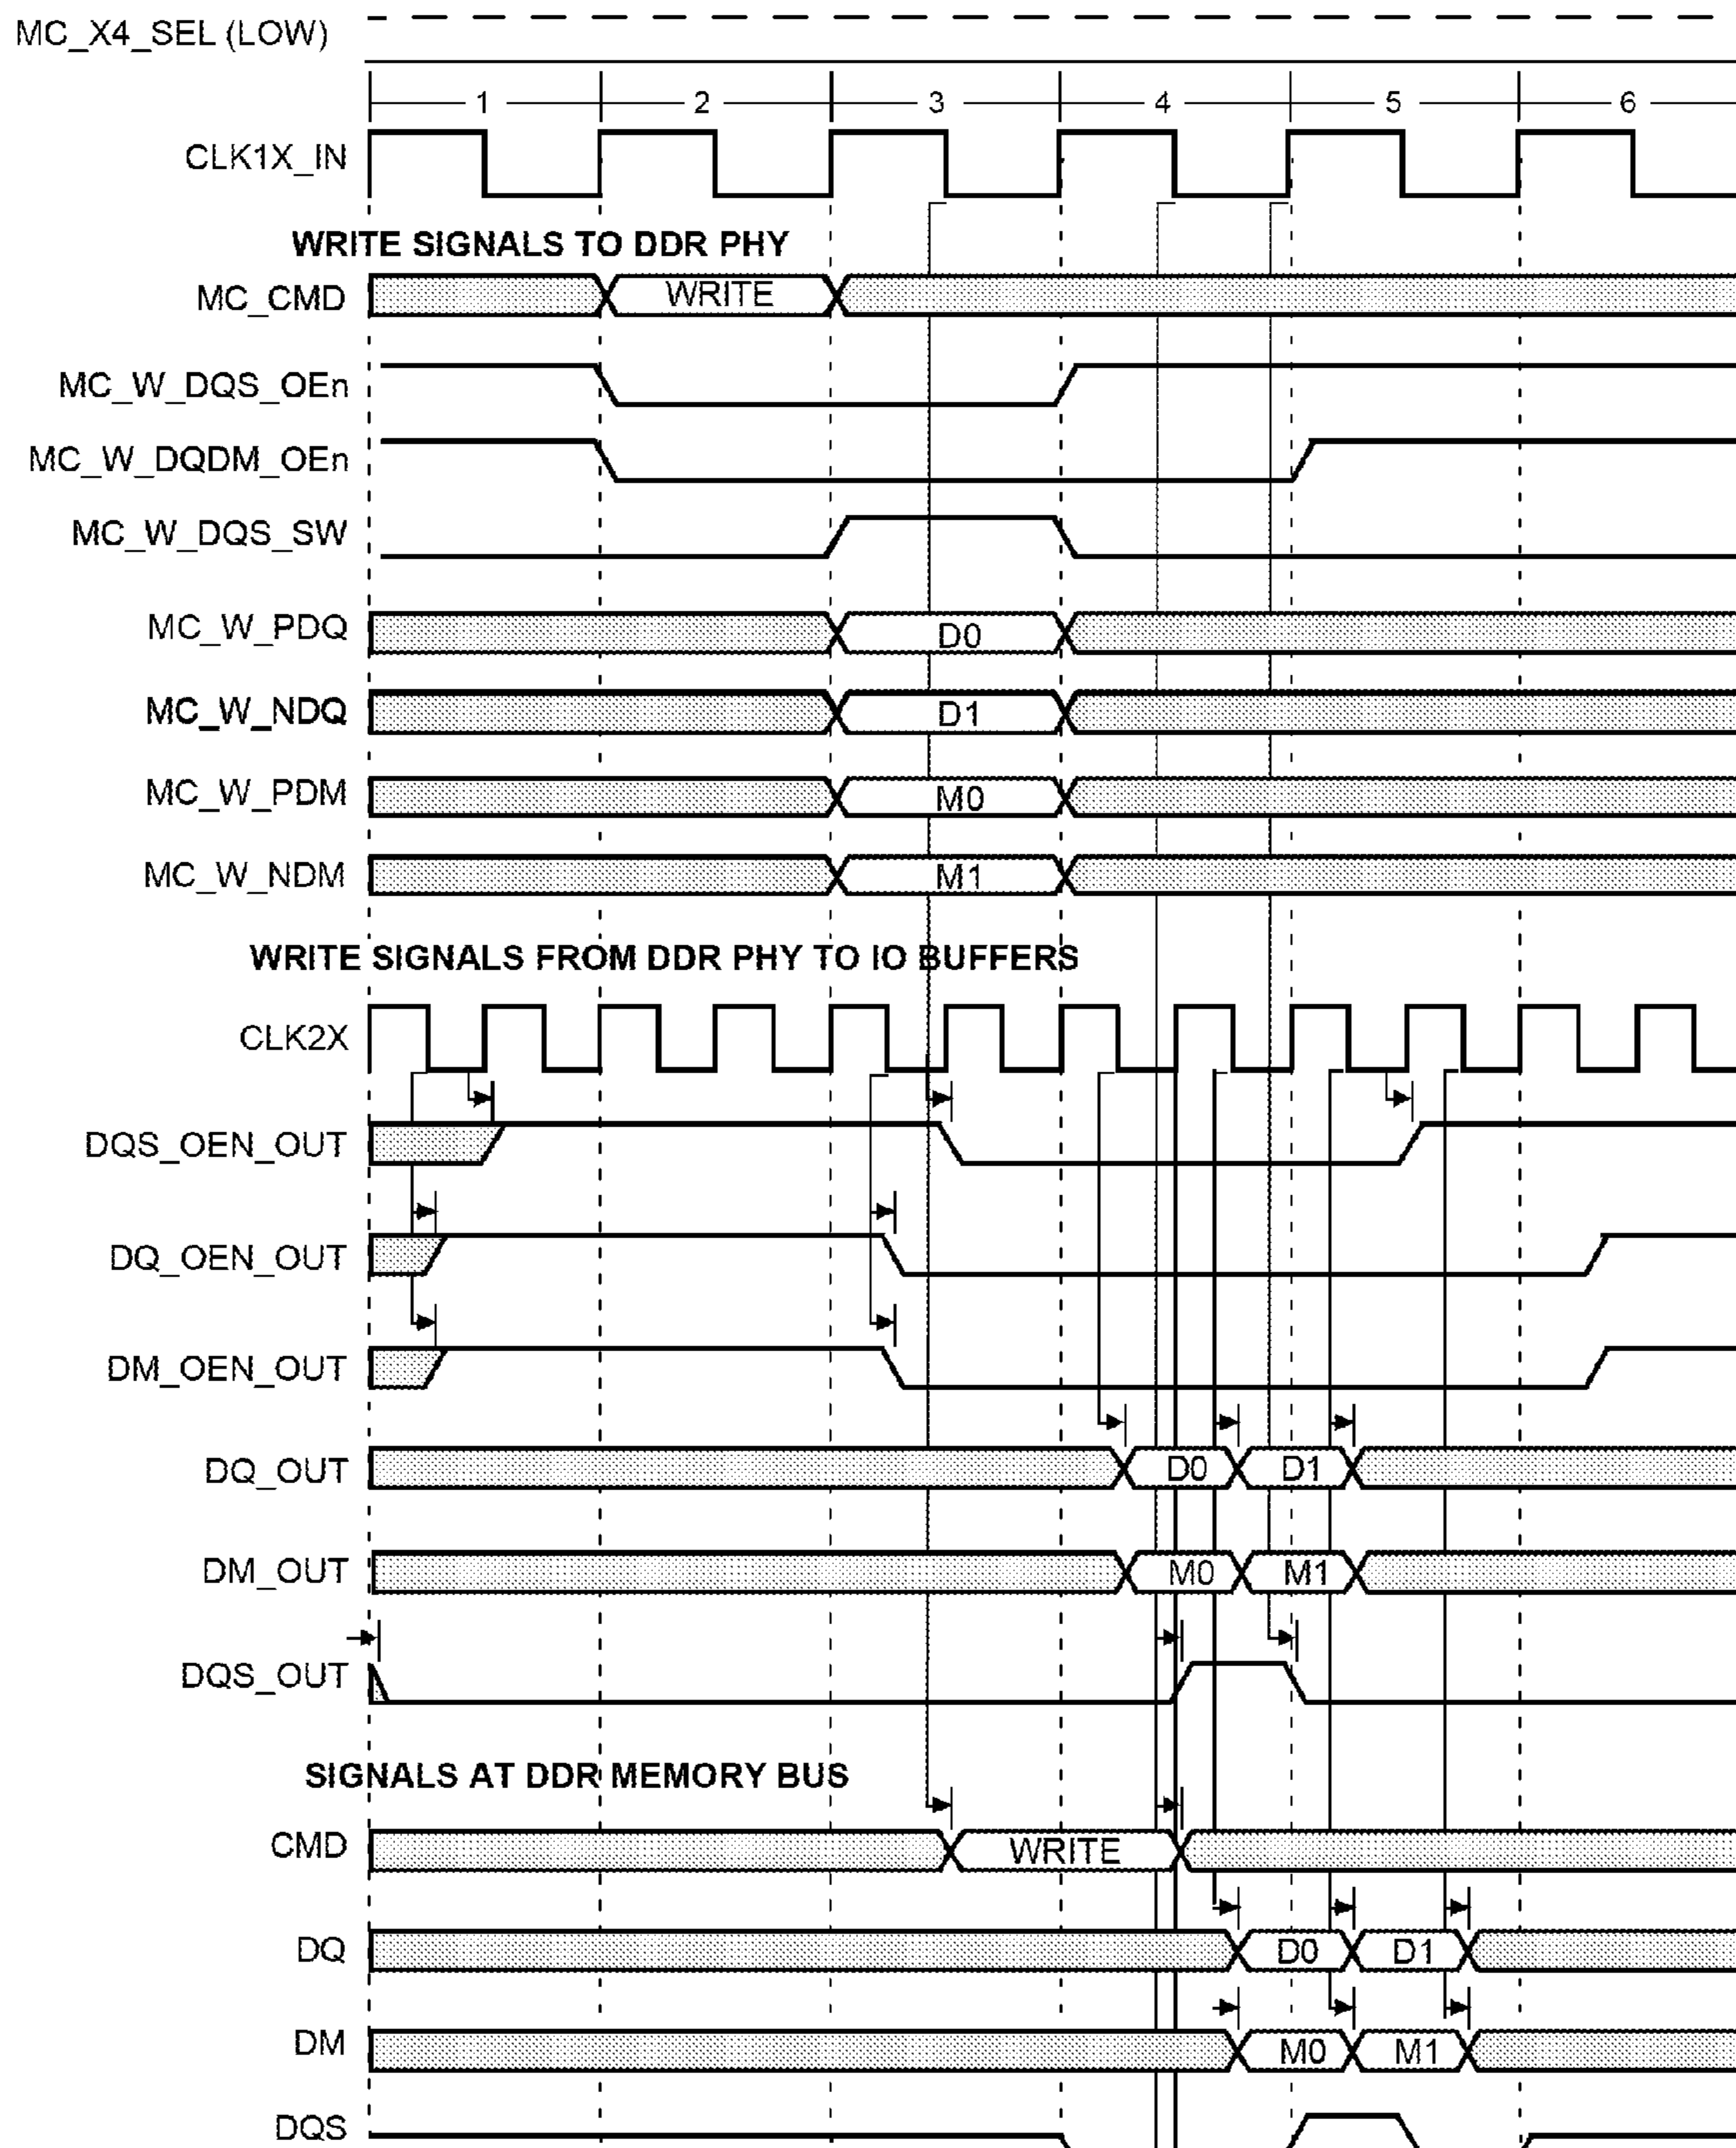 MC_X4_SEL (LOW)
1 2 3 4 5 6
CLK1X_IN
WRITE SIGNALS TO DDR PHY
MC_CMD WRITE
MC_W_DQS_OEn
MC_W_DQDM_OEn
MC_W_DQS_SW
MC_W_PDQ D0
MC_W_NDQ D1
MC_W_PDM M0
MC_W_NDM M1
WRITE SIGNALS FROM DDR PHY TO IO BUFFERS
CLK2X
DQS_OEN_OUT
DQ_OEN_OUT
DM_OEN_OUT
DQ_OUT D0 D1
DM_OUT M0 M1
DQS_OUT
SIGNALS AT DDR MEMORY BUS
CMD WRITE
DQ D0 D1
DM M0 M1
DQS